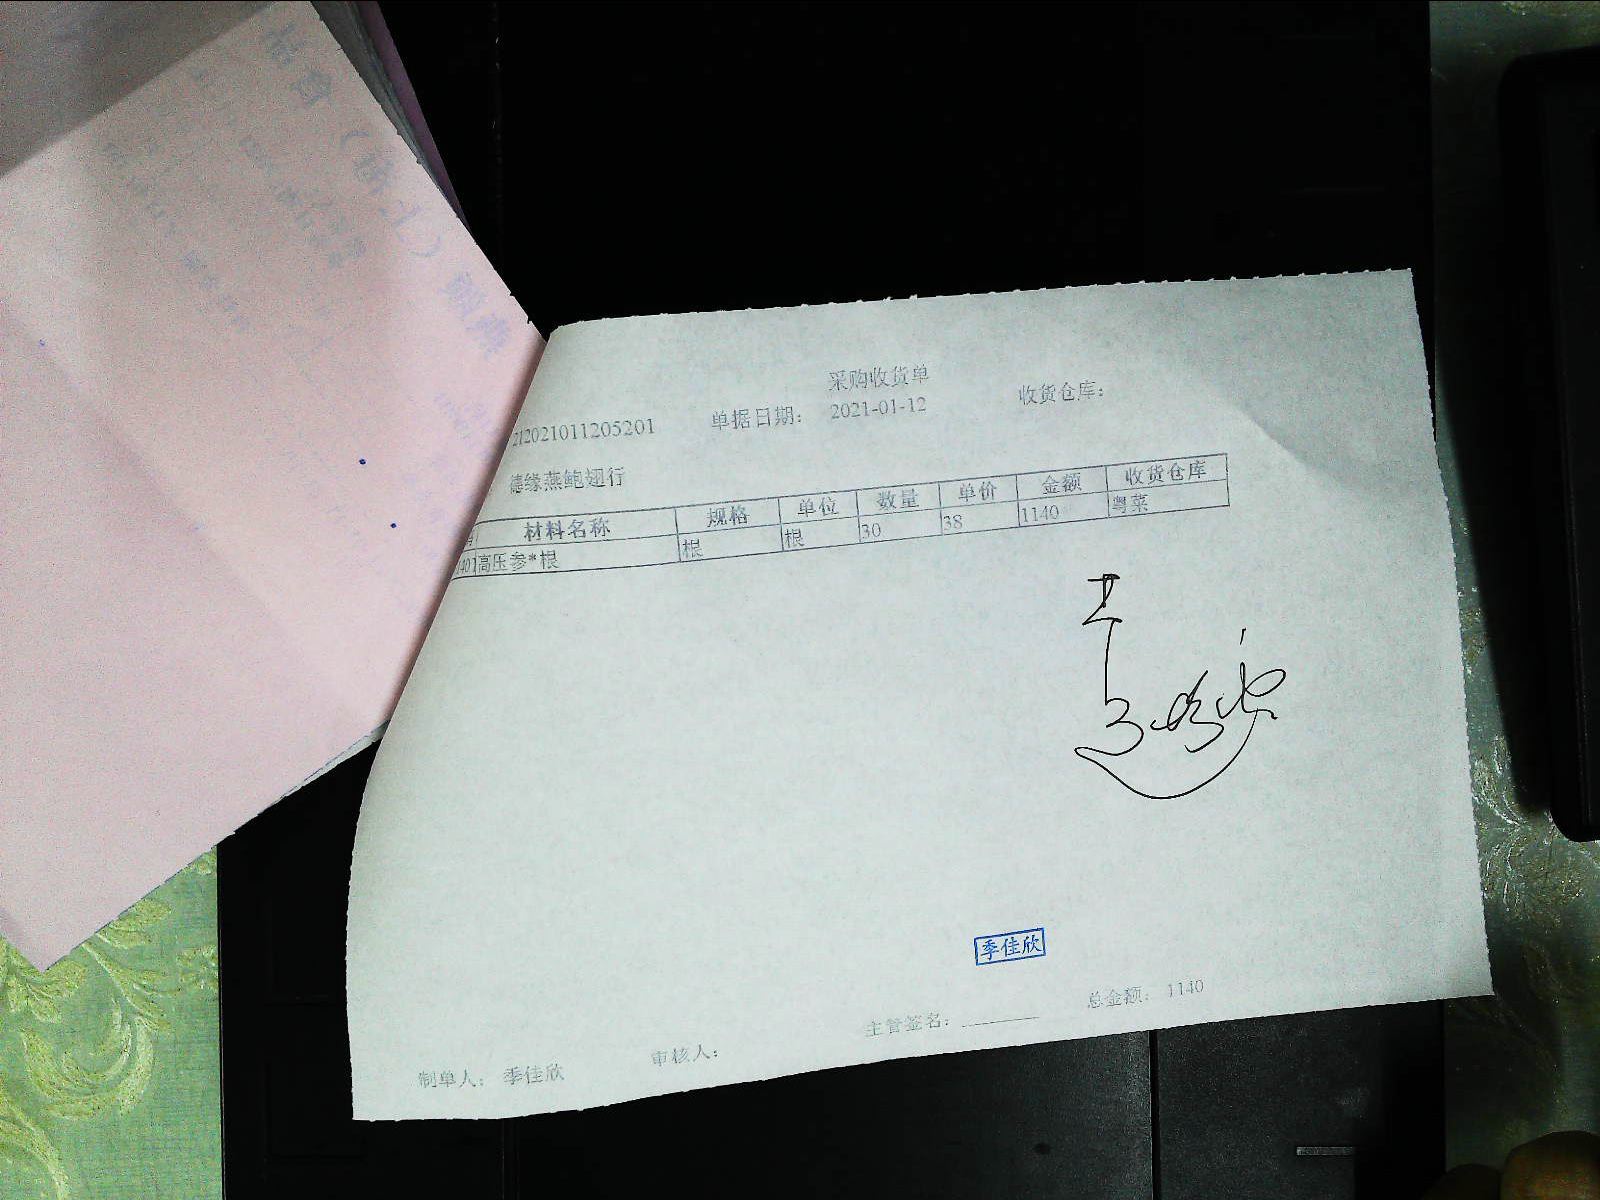 采购收货单
212021011205201 单据日期: 2021-01-12 收货仓库:
德缘燕鲍翅行
材料名称 规格 单位 数量 单价 金额 收货仓库
高压参*根 根 根 30 38 1140 粤菜
季佳欣
总金额: 1140
主管签名:
审核人:
制单人: 季佳欣